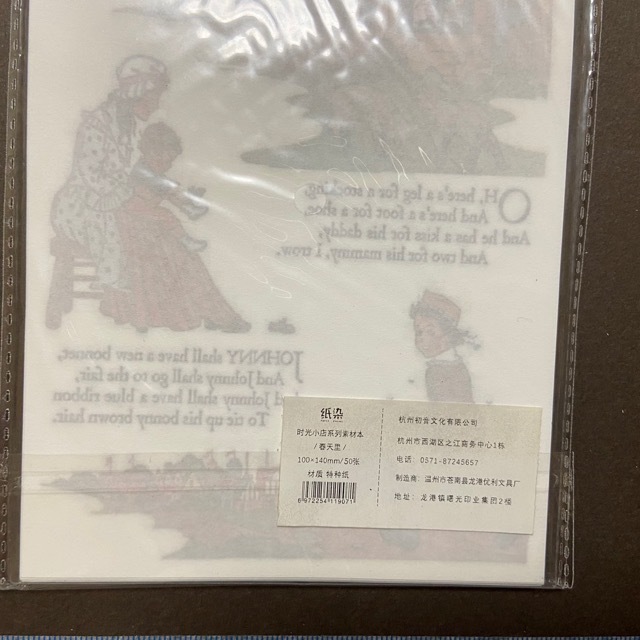 OH, here's a leg for a stocking,
And here's a foot for a shoe,
And he has a kiss for his daddy,
And two for his mammy, I trow.
JOHNNY shall have a new bonnet,
And Johnny shall go to the fair,
And Johnny shall have a blue ribbon
To tie up his bonny brown hair.
纸染
时光小店系列素材本
/春天里/
100×140mm/50张
材质 特种纸
6972254119071
杭州初食文化有限公司
杭州市西湖区之江商务中心1栋
电话：0571-87245657
制造商：温州市苍南县龙港优利文具厂
地址：龙港镇曙光印业集团2楼